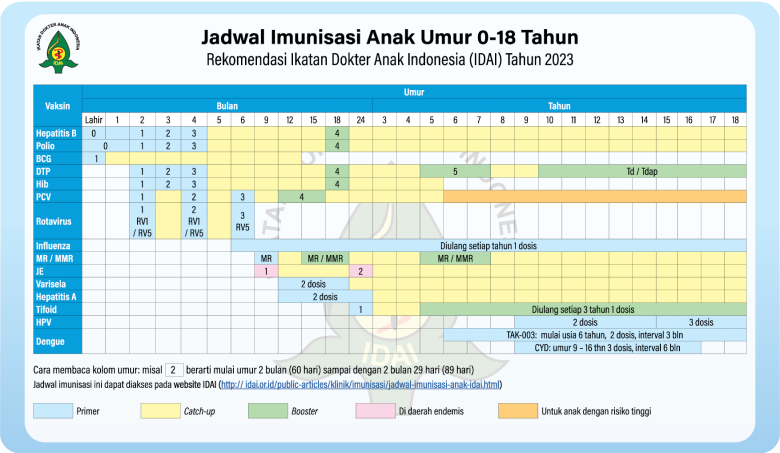 IKATAN DOKTER ANAK INDONESIA
IDAI
Jadwal Imunisasi Anak Umur 0-18 Tahun
Rekomendasi Ikatan Dokter Anak Indonesia (IDAI) Tahun 2023
Vaksin
Umur
Bulan Tahun
Lahir 1 2 3 4 5 6 9 12 15 18 24 3 4 5 6 7 8 9 10 11 12 13 14 15 16 17 18
Hepatitis B 0 1 2 3 4
Polio 0 1 2 3 4
BCG 1
DTP 1 2 3 4 5 Td / Tdap
Hib 1 2 3 4
PCV 1 2 3 4
Rotavirus
1 2 3
RV1 RV1 RV5
/ RV5 / RV5
Influenza Diulang setiap tahun 1 dosis
MR / MMR MR MR / MMR MR / MMR
JE 1 2
Varisela 2 dosis
Hepatitis A 2 dosis
Tifoid 1 Diulang setiap 3 tahun 1 dosis
HPV 2 dosis 3 dosis
Dengue TAK-003: mulai usia 6 tahun, 2 dosis, interval 3 bln
CYD: umur 9 – 16 thn 3 dosis, interval 6 bln
IDAI
Cara membaca kolom umur: misal 2 berarti mulai umur 2 bulan (60 hari) sampai dengan 2 bulan 29 hari (89 hari)
Jadwal imunisasi ini dapat diakses pada website IDAI (http:// idai.or.id/public-articles/klinik/imunisasi/jadwal-imunisasi-anak-idai.html)
Primer Catch-up Booster Di daerah endemis Untuk anak dengan risiko tinggi